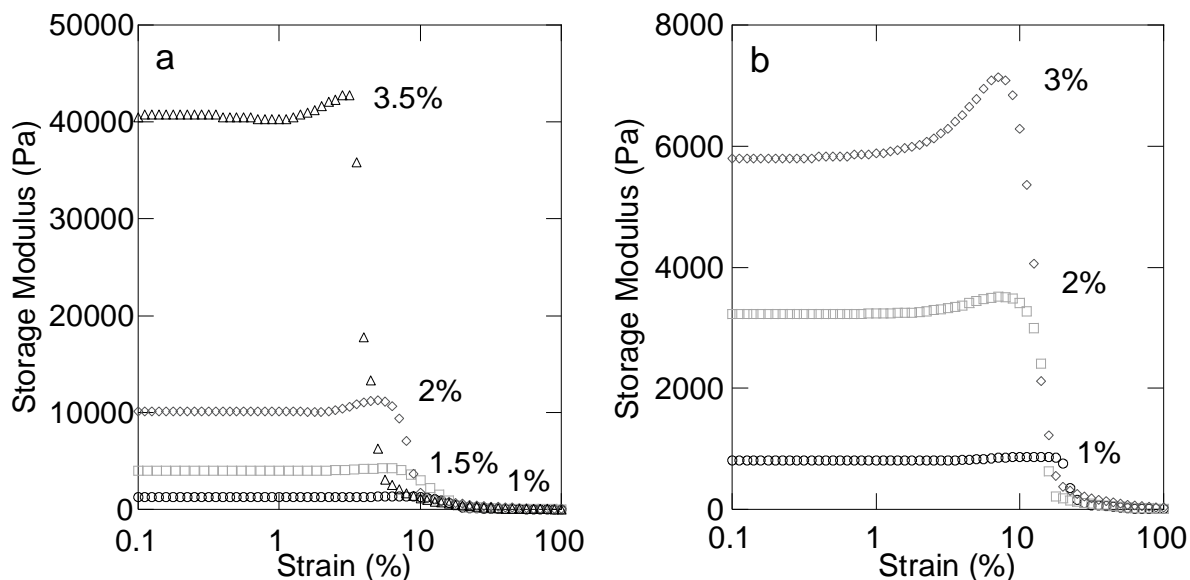 a
50000
40000
30000
20000
10000
0
Storage Modulus (Pa)
3.5%
2%
1.5%
1%
0.1 1 10 100
Strain (%)
b
8000
6000
4000
2000
0
Storage Modulus (Pa)
3%
2%
1%
0.1 1 10 100
Strain (%)